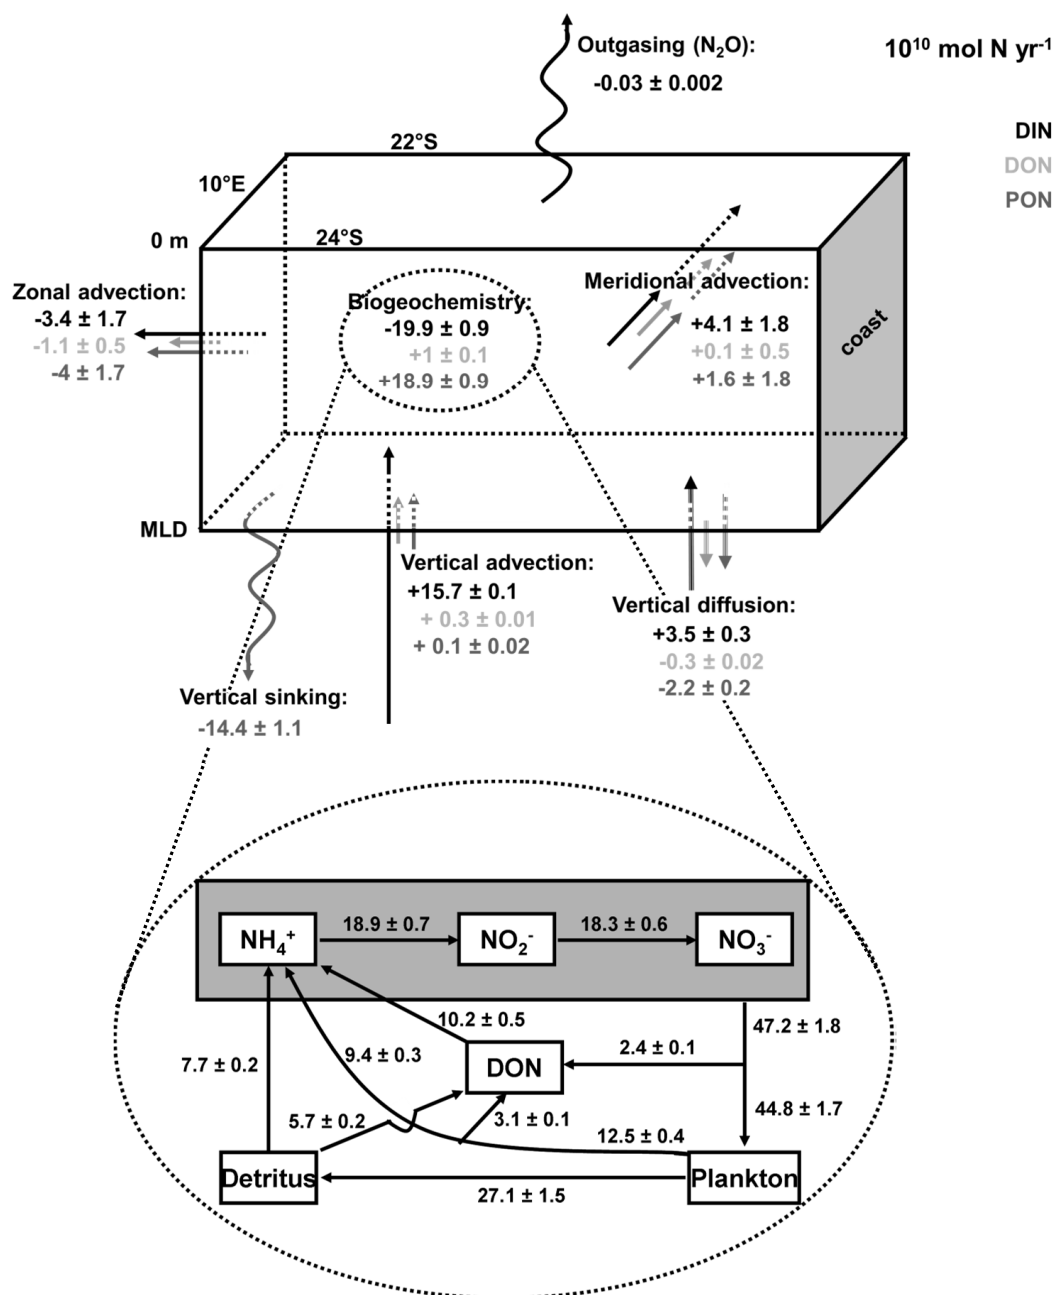 Outgasing (N₂O):
-0.03 ± 0.002
10¹⁰ mol N yr⁻¹
DIN
DON
PON
22°S
10°E
24°S
0 m
Zonal advection:
-3.4 ± 1.7
-1.1 ± 0.5
-4 ± 1.7
Biogeochemistry:
-19.9 ± 0.9
+1 ± 0.1
+18.9 ± 0.9
Meridional advection:
+4.1 ± 1.8
+0.1 ± 0.5
+1.6 ± 1.8
coast
MLD
Vertical advection:
+15.7 ± 0.1
+ 0.3 ± 0.01
+ 0.1 ± 0.02
Vertical diffusion:
+3.5 ± 0.3
-0.3 ± 0.02
-2.2 ± 0.2
Vertical sinking:
-14.4 ± 1.1
NH₄⁺
18.9 ± 0.7
NO₂⁻
18.3 ± 0.6
NO₃⁻
10.2 ± 0.5
47.2 ± 1.8
7.7 ± 0.2
9.4 ± 0.3
DON
2.4 ± 0.1
5.7 ± 0.2
3.1 ± 0.1
44.8 ± 1.7
12.5 ± 0.4
Detritus
27.1 ± 1.5
Plankton